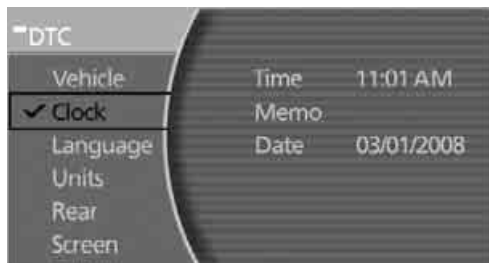 DTC
Vehicle Time 11:01 AM
✓ Clock Memo
Language Date 03/01/2008
Units
Rear
Screen